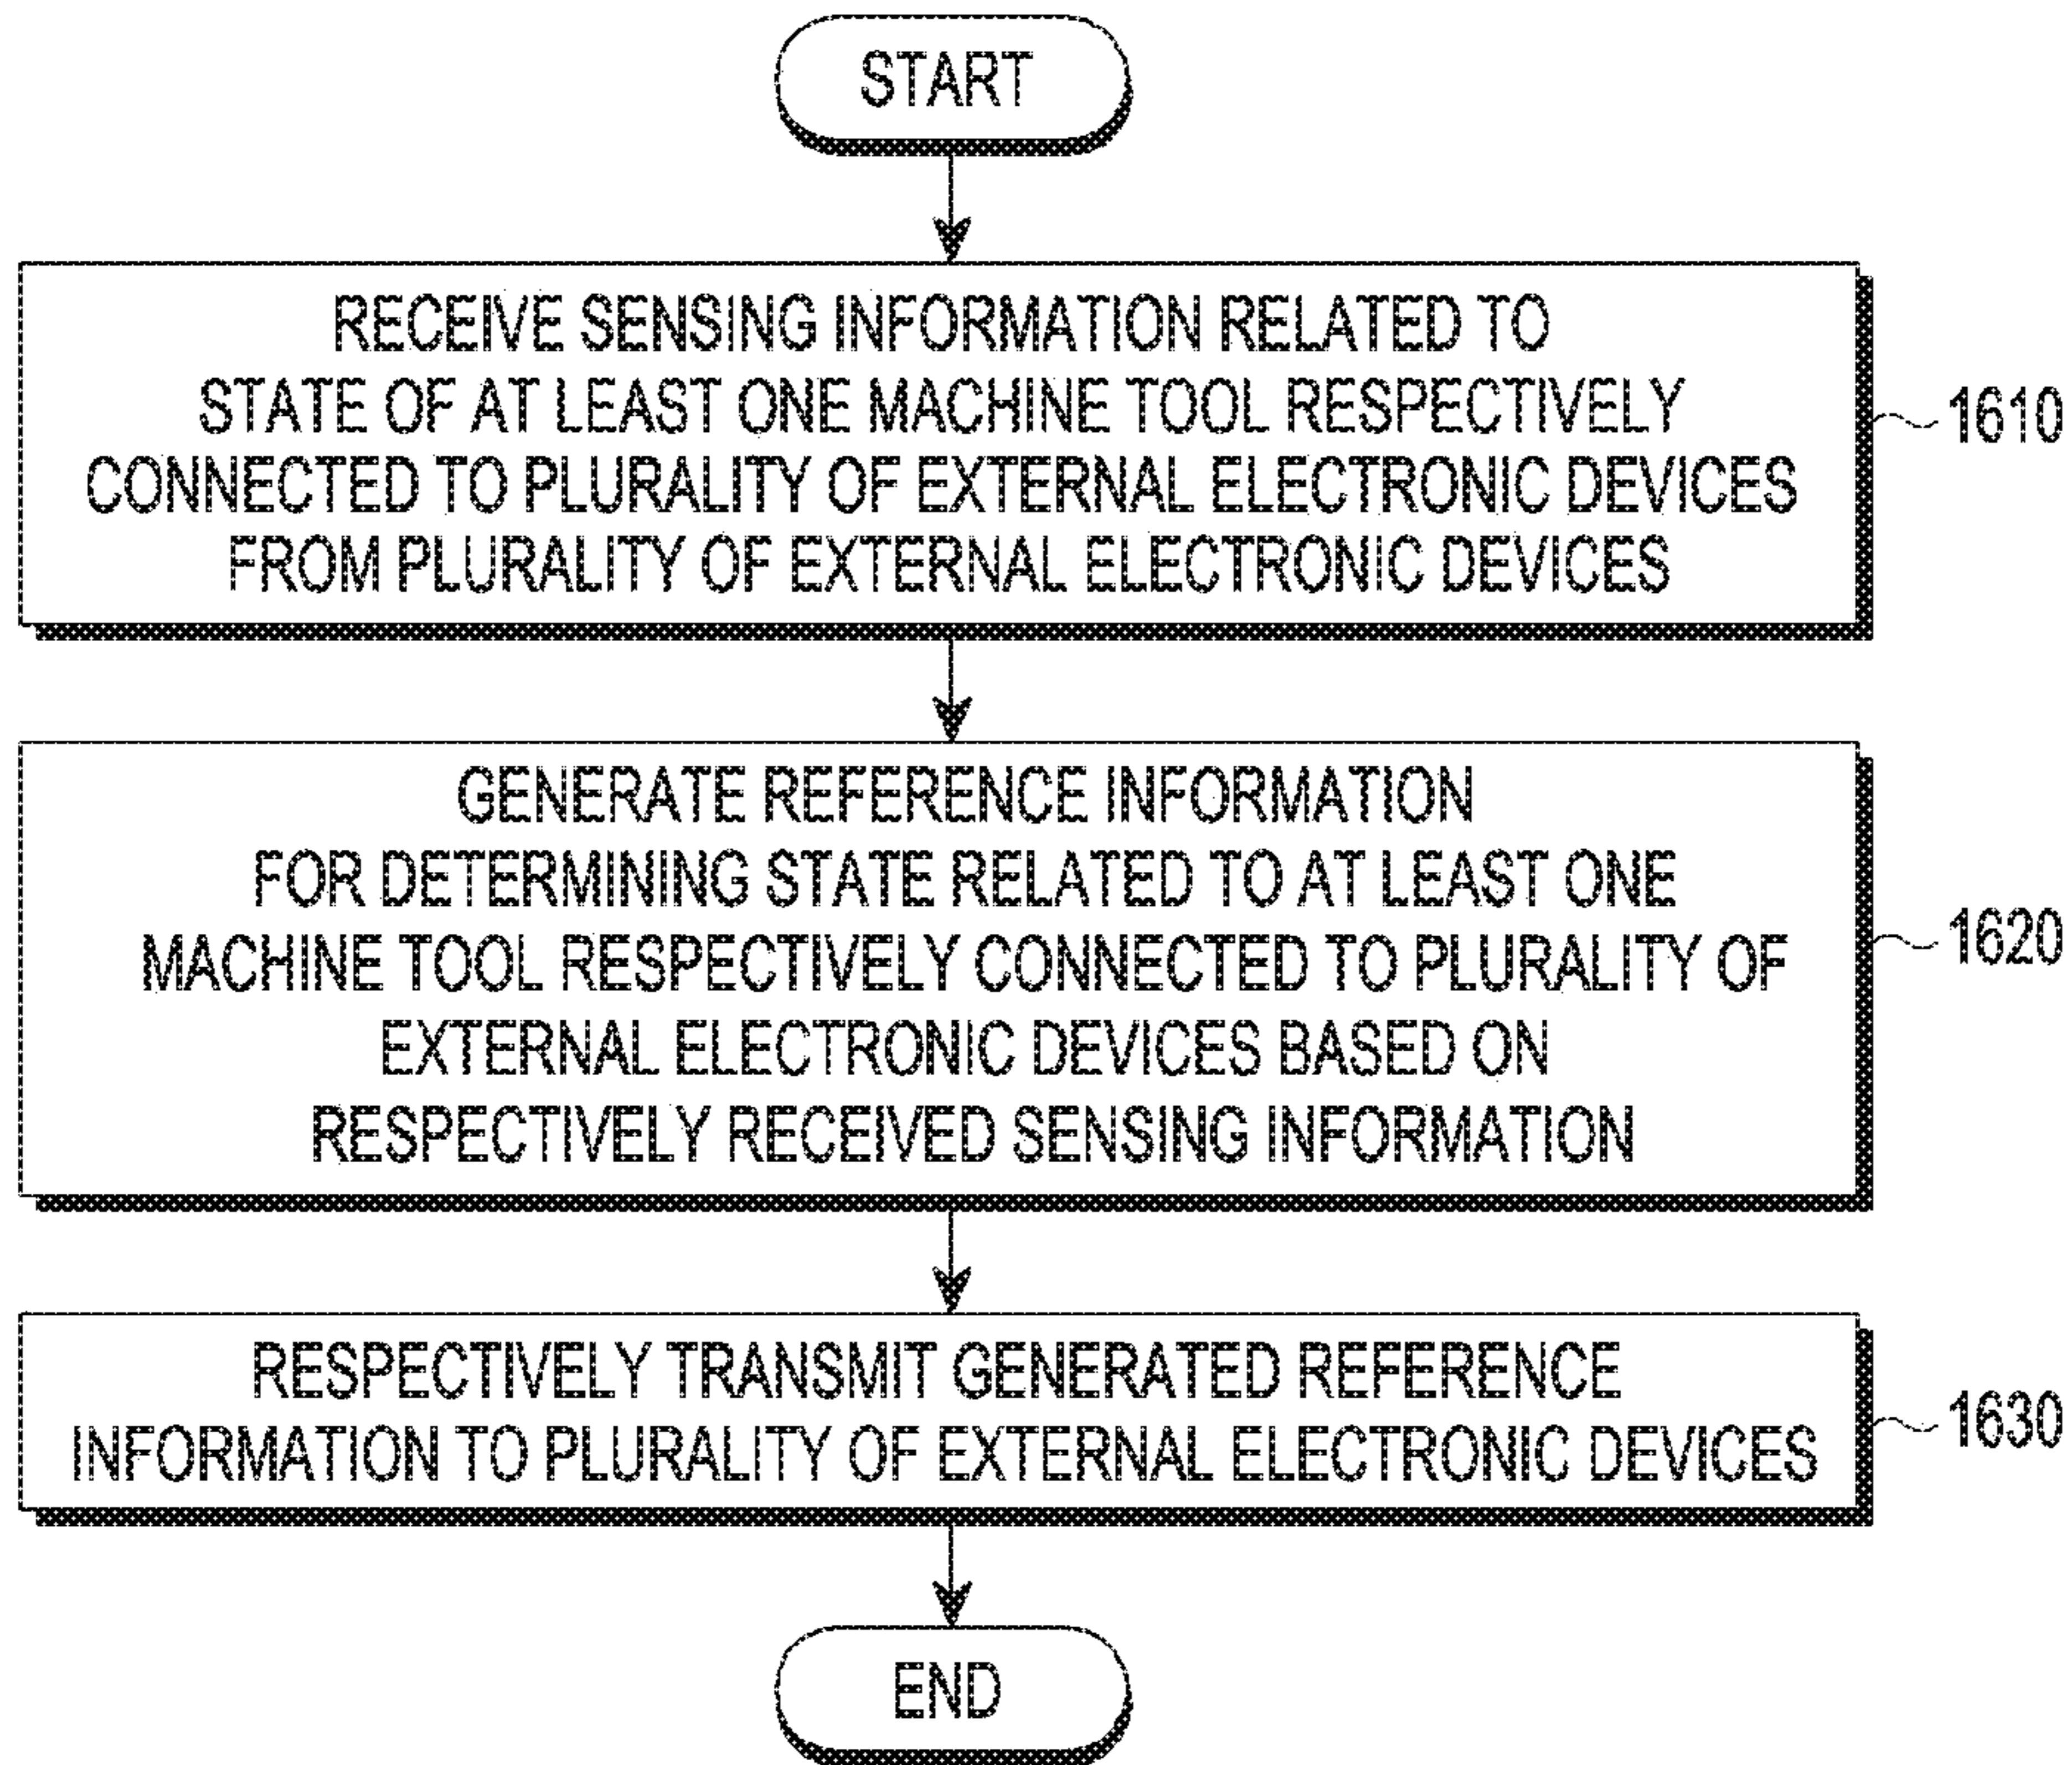 START
RECEIVE SENSING INFORMATION RELATED TO
STATE OF AT LEAST ONE MACHINE TOOL RESPECTIVELY
CONNECTED TO PLURALITY OF EXTERNAL ELECTRONIC DEVICES
FROM PLURALITY OF EXTERNAL ELECTRONIC DEVICES
1610
GENERATE REFERENCE INFORMATION
FOR DETERMINING STATE RELATED TO AT LEAST ONE
MACHINE TOOL RESPECTIVELY CONNECTED TO PLURALITY OF
EXTERNAL ELECTRONIC DEVICES BASED ON
RESPECTIVELY RECEIVED SENSING INFORMATION
1620
RESPECTIVELY TRANSMIT GENERATED REFERENCE
INFORMATION TO PLURALITY OF EXTERNAL ELECTRONIC DEVICES
1630
END